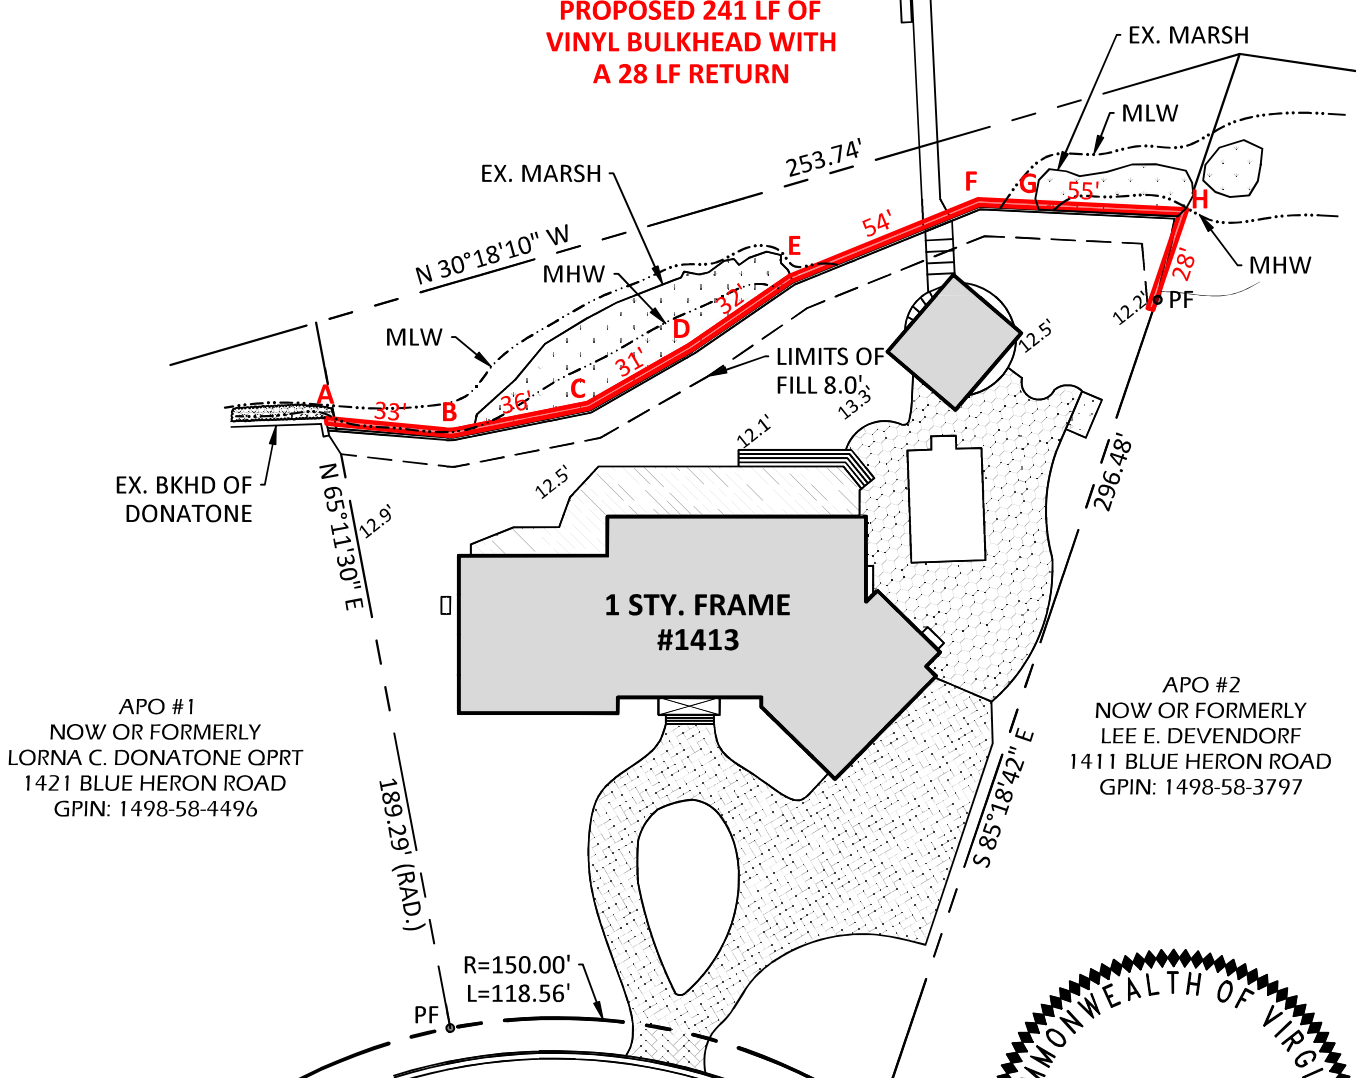 PROPOSED 241 LF OF
VINYL BULKHEAD WITH
A 28 LF RETURN
EX. MARSH
MLW
253.74'
EX. MARSH
N 30°18'10" W
MHW
MLW
A
33'
B
36'
C
31'
D
32'
E
54'
F
G
55'
H
28'
MHW
12.2'
PF
12.5'
LIMITS OF
FILL 8.0'
13.3'
12.1'
12.5'
12.9'
EX. BKHD OF
DONATONE
N 65°11'30" E
296.48'
1 STY. FRAME
#1413
APO #1
NOW OR FORMERLY
LORNA C. DONATONE QPRT
1421 BLUE HERON ROAD
GPIN: 1498-58-4496
APO #2
NOW OR FORMERLY
LEE E. DEVENDORF
1411 BLUE HERON ROAD
GPIN: 1498-58-3797
189.29' (RAD.)
S 85°18'42" E
R=150.00'
L=118.56'
PF
MONWEALTH OF VIRG